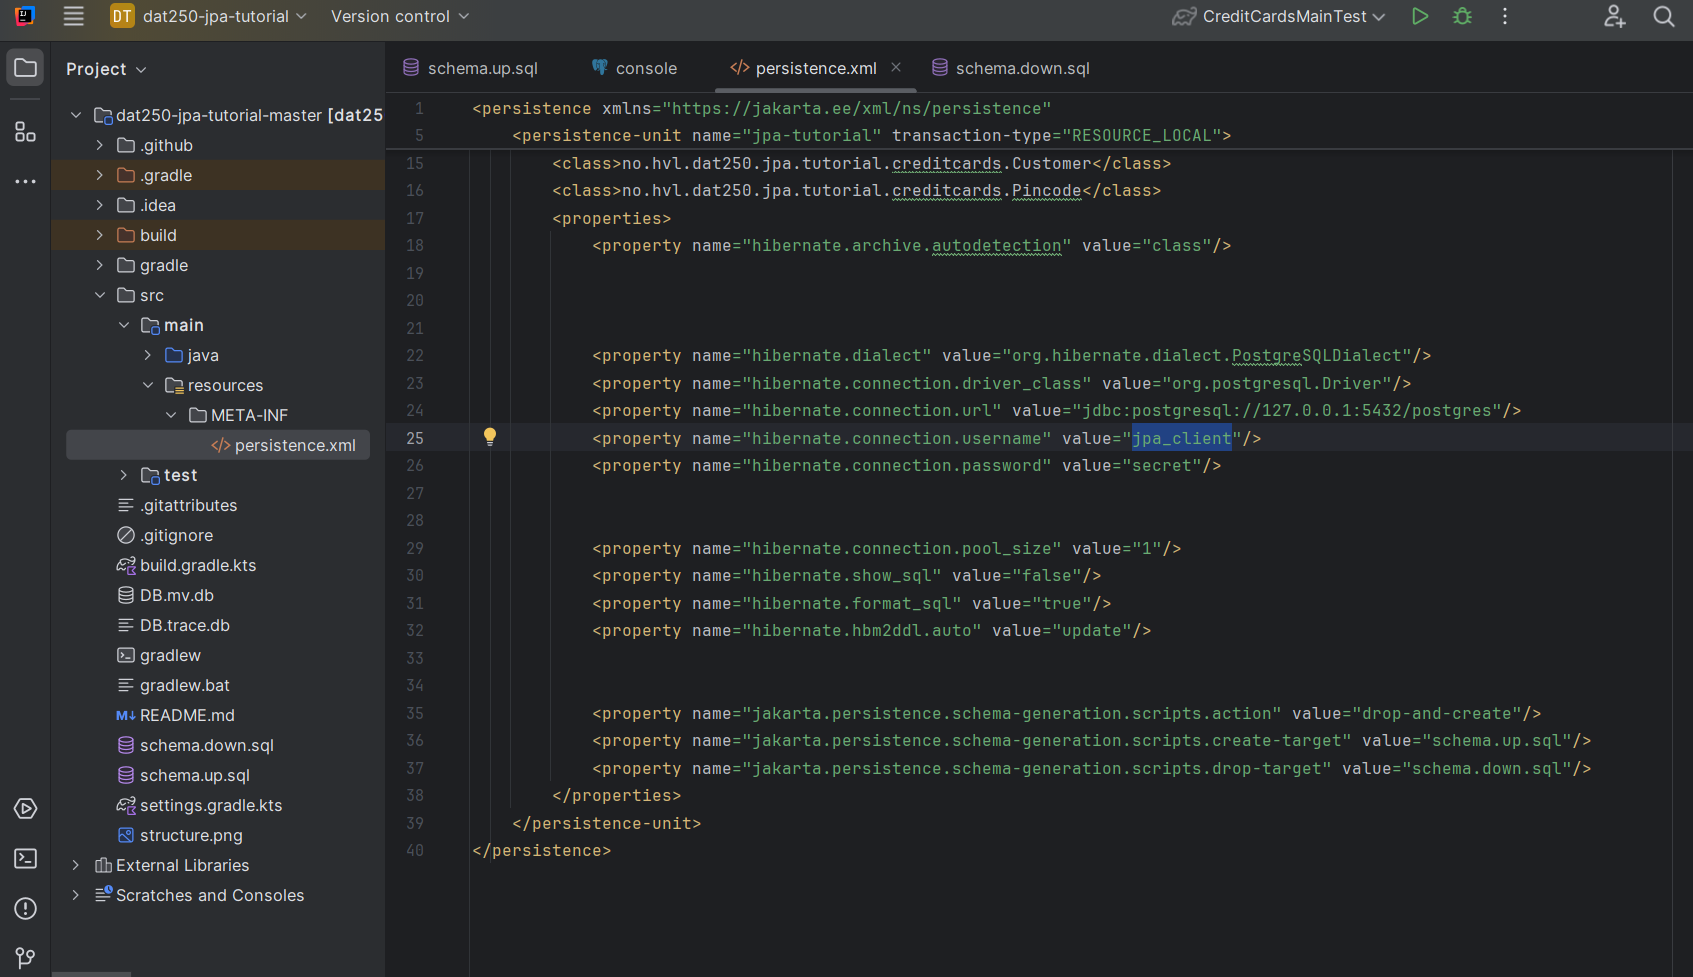 DT dat250-jpa-tutorial Version control CreditCardsMainTest
Project
schema.up.sql console persistence.xml schema.down.sql
dat250-jpa-tutorial-master [dat25
.github
.gradle
.idea
build
gradle
src
main
java
resources
META-INF
persistence.xml
test
.gitattributes
.gitignore
build.gradle.kts
DB.mv.db
DB.trace.db
gradlew
gradlew.bat
README.md
schema.down.sql
schema.up.sql
settings.gradle.kts
structure.png
External Libraries
Scratches and Consoles
1 <persistence xmlns="https://jakarta.ee/xml/ns/persistence"
5 <persistence-unit name="jpa-tutorial" transaction-type="RESOURCE_LOCAL">
15 <class>no.hvl.dat250.jpa.tutorial.creditcards.Customer</class>
16 <class>no.hvl.dat250.jpa.tutorial.creditcards.Pincode</class>
17 <properties>
18 <property name="hibernate.archive.autodetection" value="class"/>
19
20
21
22 <property name="hibernate.dialect" value="org.hibernate.dialect.PostgreSQLDialect"/>
23 <property name="hibernate.connection.driver_class" value="org.postgresql.Driver"/>
24 <property name="hibernate.connection.url" value="jdbc:postgresql://127.0.0.1:5432/postgres"/>
25 <property name="hibernate.connection.username" value="jpa_client"/>
26 <property name="hibernate.connection.password" value="secret"/>
27
28
29 <property name="hibernate.connection.pool_size" value="1"/>
30 <property name="hibernate.show_sql" value="false"/>
31 <property name="hibernate.format_sql" value="true"/>
32 <property name="hibernate.hbm2ddl.auto" value="update"/>
33
34
35 <property name="jakarta.persistence.schema-generation.scripts.action" value="drop-and-create"/>
36 <property name="jakarta.persistence.schema-generation.scripts.create-target" value="schema.up.sql"/>
37 <property name="jakarta.persistence.schema-generation.scripts.drop-target" value="schema.down.sql"/>
38 </properties>
39 </persistence-unit>
40 </persistence>